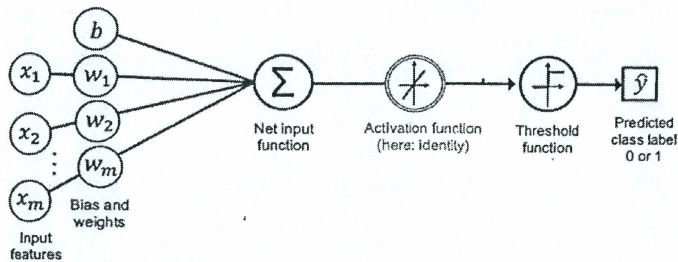 b
x₁ w₁
x₂ w₂
⋮
xₘ wₘ
Σ
ŷ
Net input
function
Activation function
(here: identity)
Threshold
function
Predicted
class label
0 or 1
Bias and
weights
Input
features